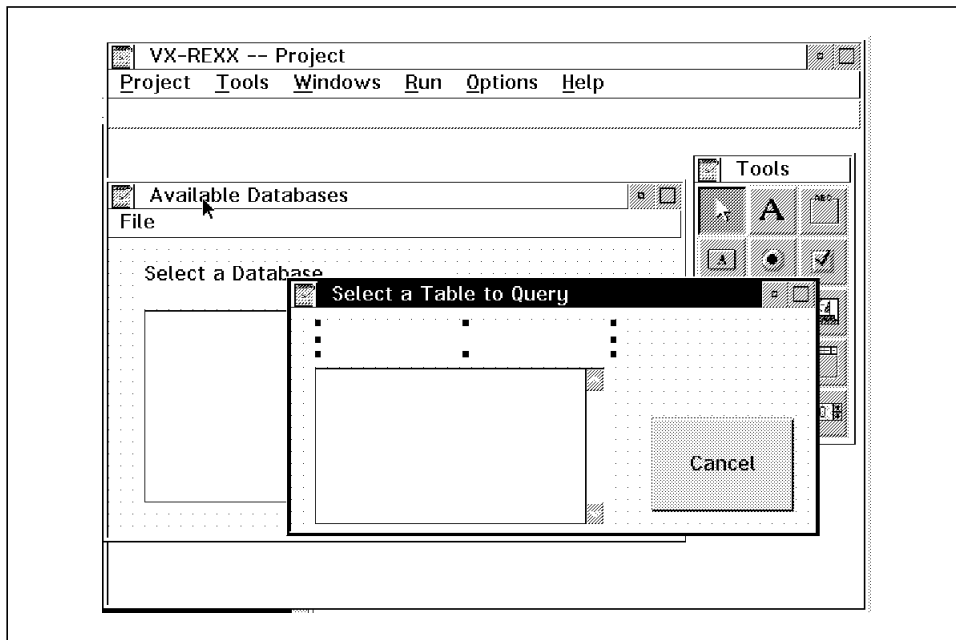 VX-REXX -- Project
Project Tools Windows Run Options Help
Tools
Available Databases
File
A
ABC
A
Select a Database
Select a Table to Query
Cancel